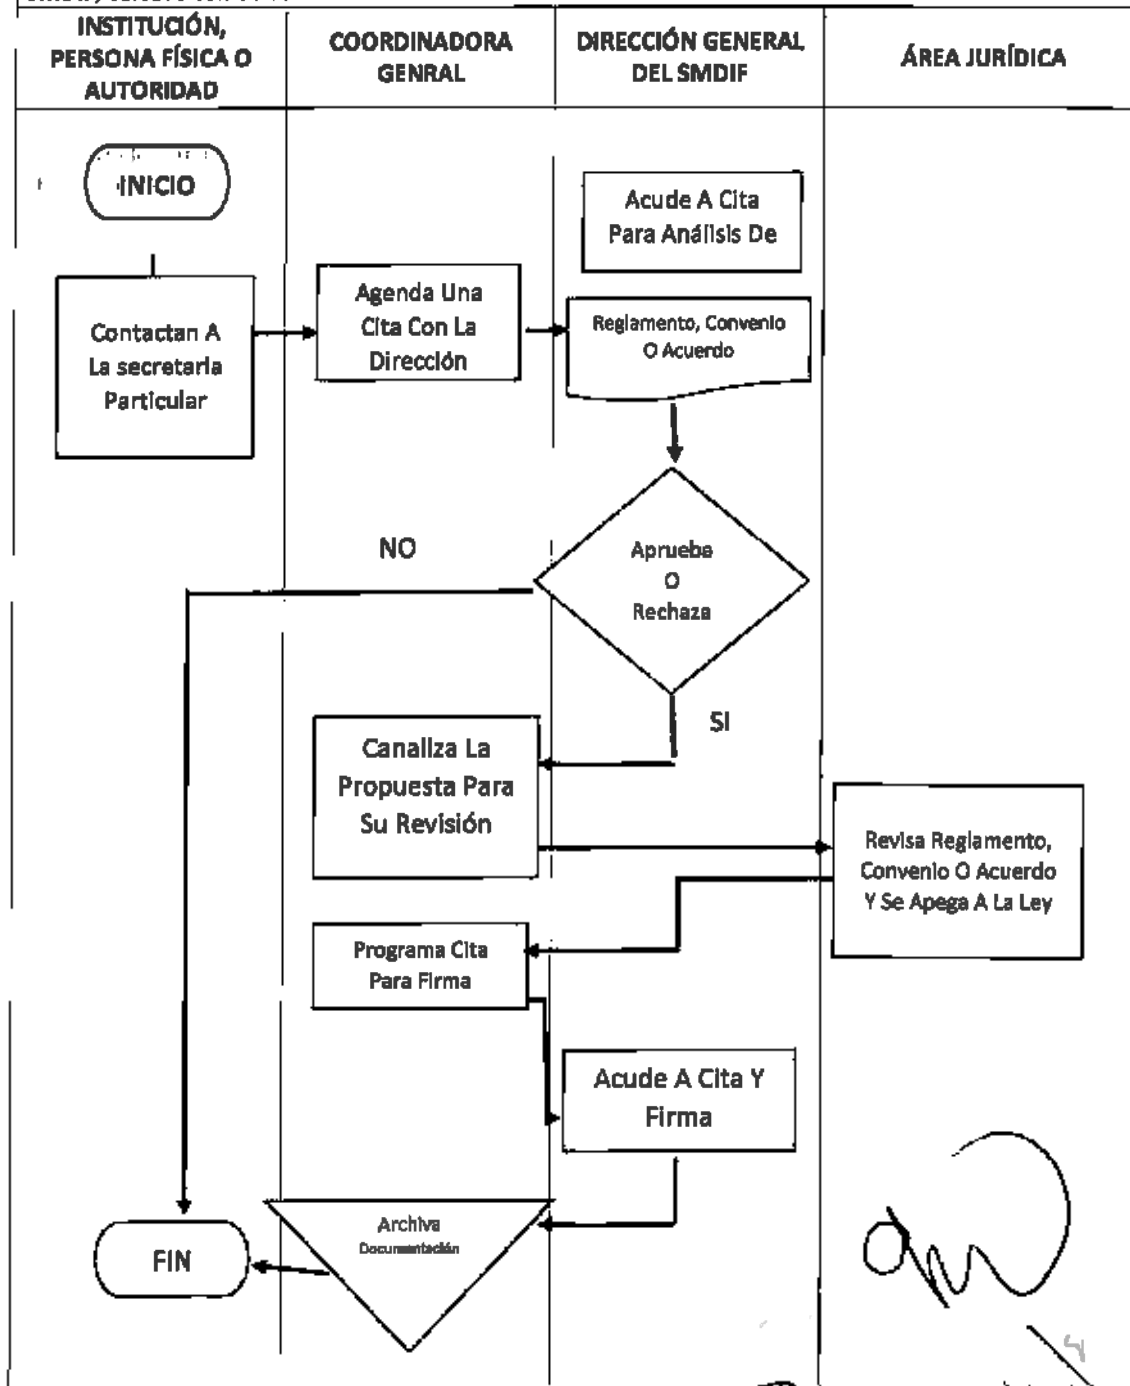 INSTITUCIÓN,
PERSONA FÍSICA O
AUTORIDAD
COORDINADORA
GENRAL
DIRECCIÓN GENERAL
DEL SMDIF
ÁREA JURÍDICA
INICIO
Acude A Cita
Para Análisis De
Contactan A
La secretaria
Particular
Agenda Una
Cita Con La
Dirección
Reglamento, Convenio
O Acuerdo
NO
Aprueba
O
Rechaza
SI
Canaliza La
Propuesta Para
Su Revisión
Revisa Reglamento,
Convenio O Acuerdo
Y Se Apega A La Ley
Programa Cita
Para Firma
Acude A Cita Y
Firma
Archiva
Documentación
FIN